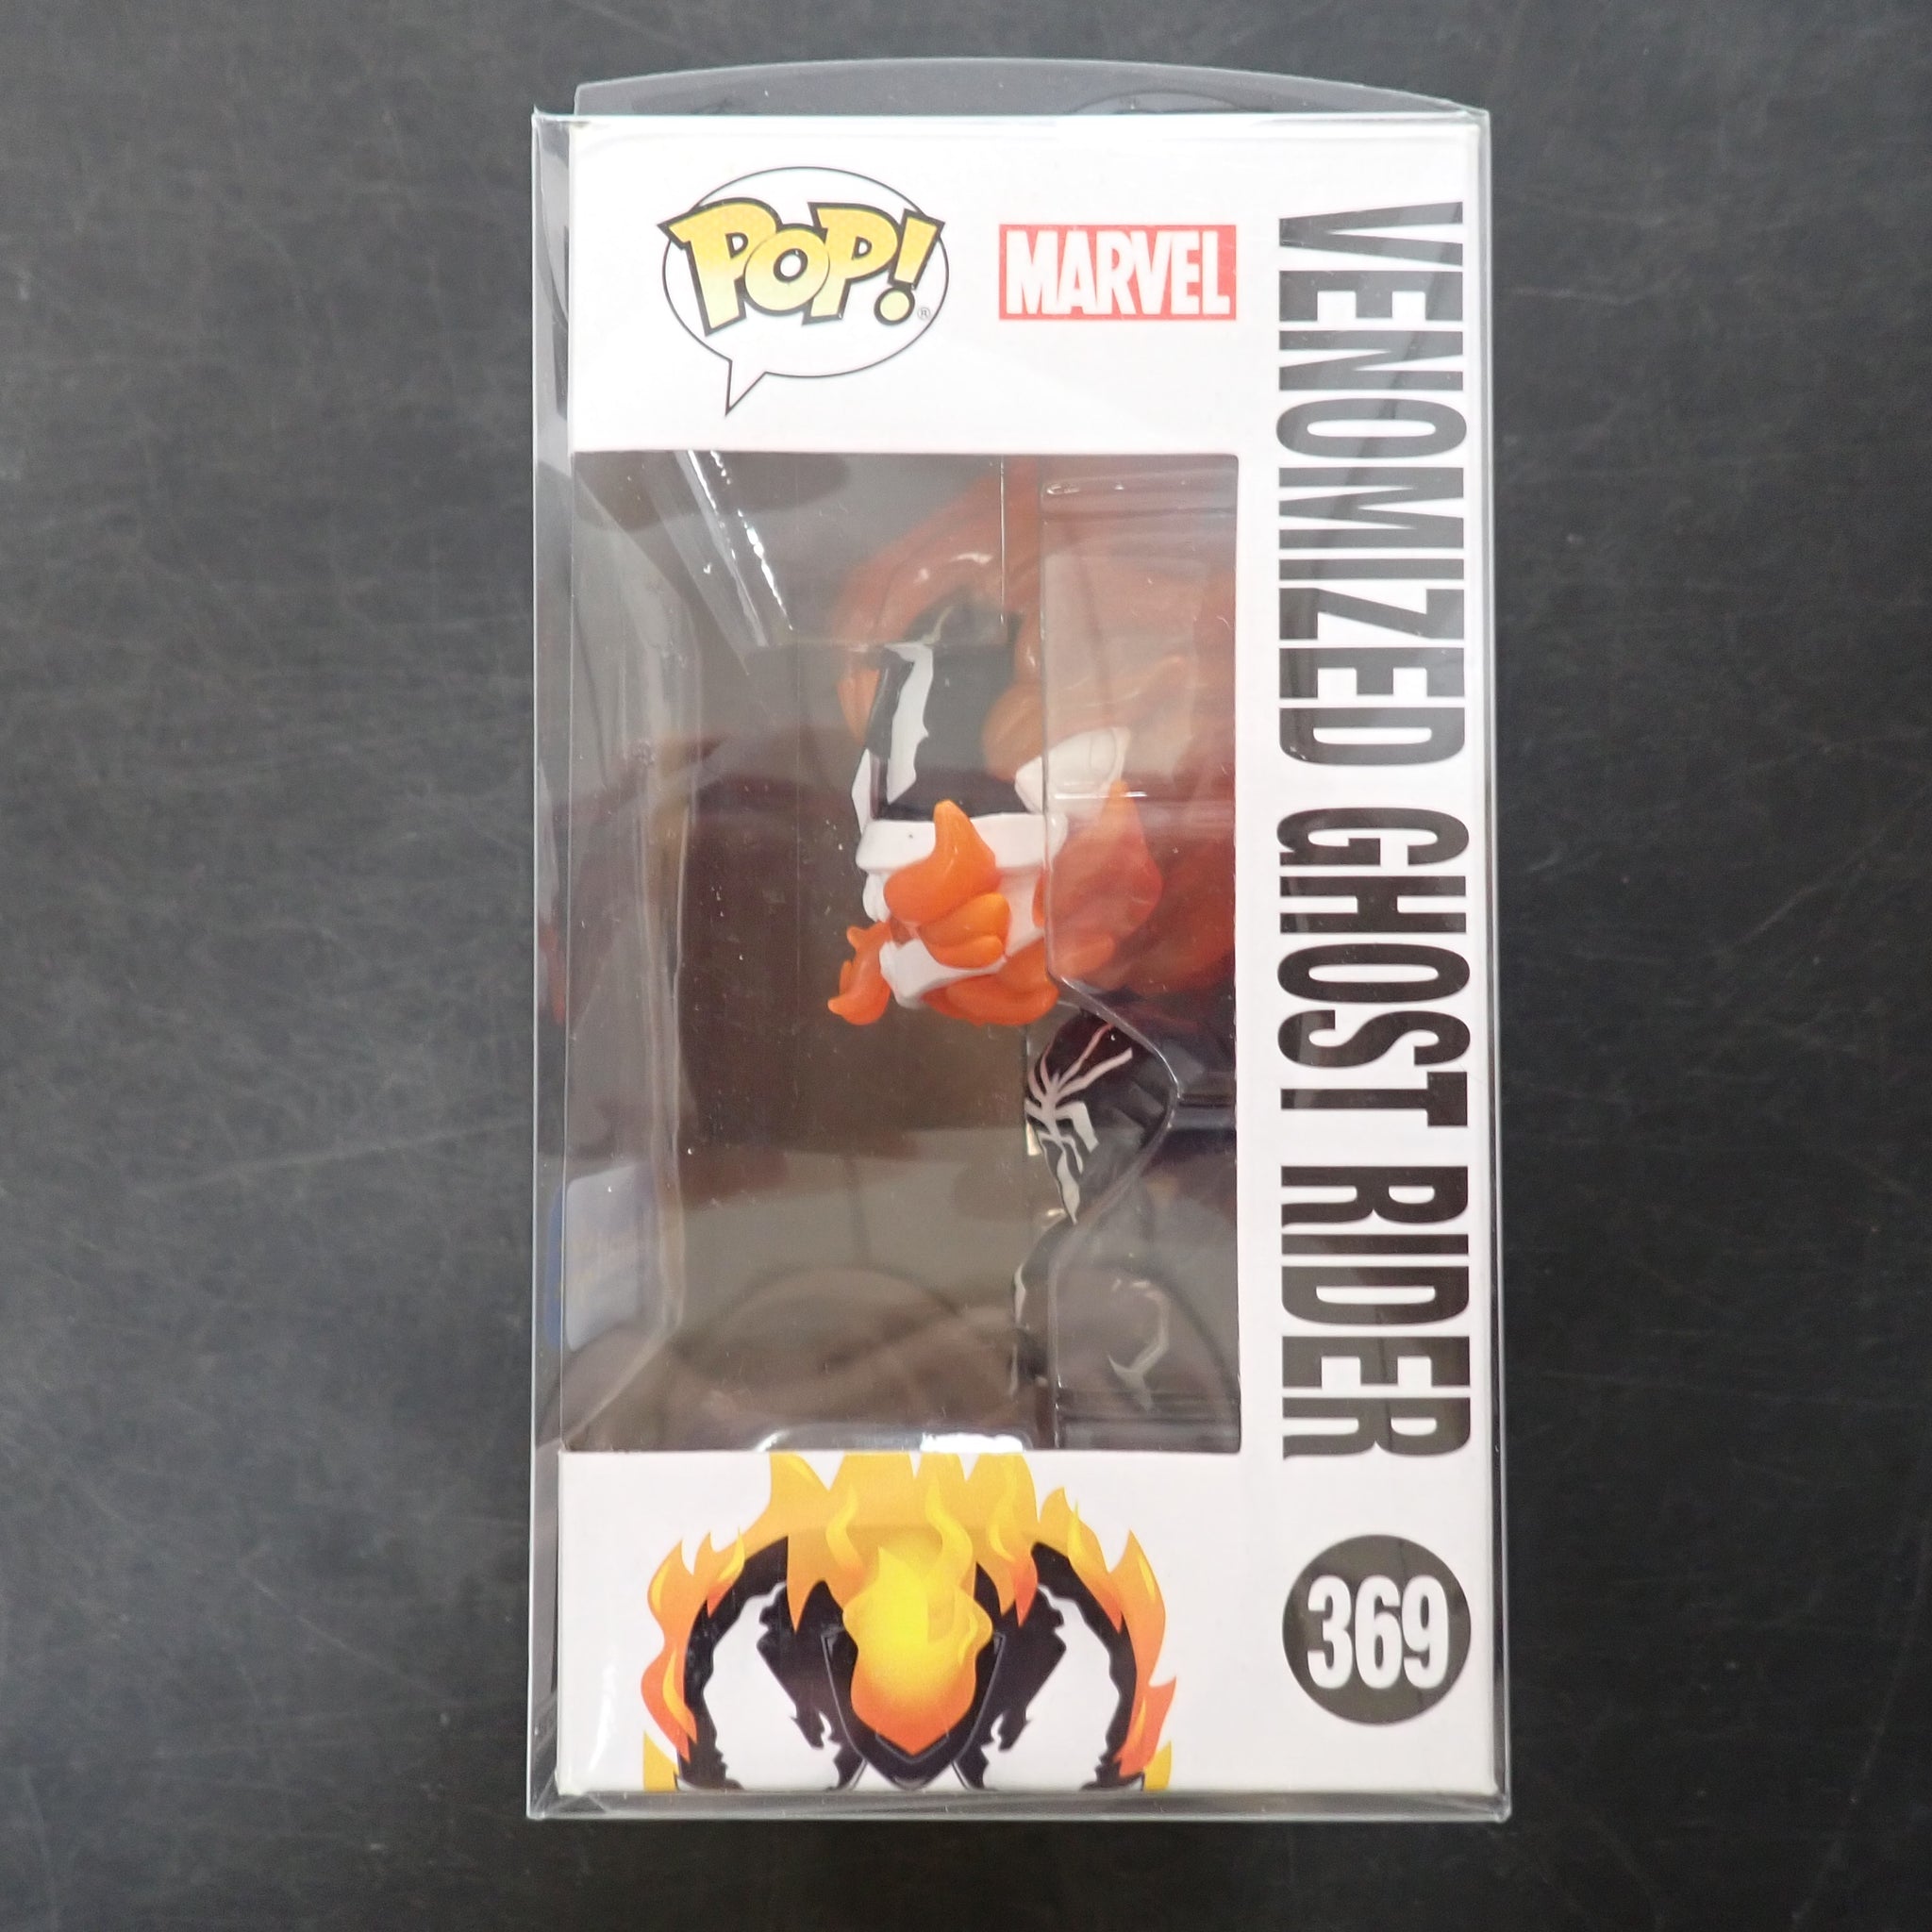 POP!®
MARVEL
VENOMIZED GHOST RIDER
369